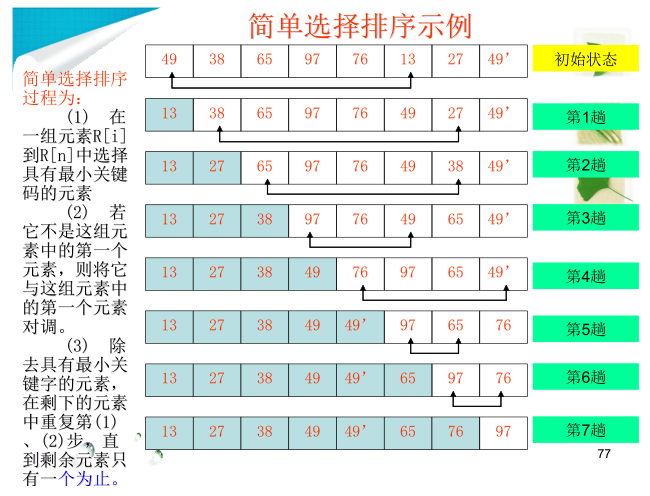 简单选择排序示例
简单选择排序
过程为：
(1) 在
一组元素R[i]
到R[n]中选择
具有最小关键
码的元素
(2) 若
它不是这组元
素中的第一个
元素，则将它
与这组元素中
的第一个元素
对调。
(3) 除
去具有最小关
键字的元素，
在剩下的元素
中重复第(1)
、(2)步，直
到剩余元素只
有一个为止。
49 38 65 97 76 13 27 49’ 初始状态
13 38 65 97 76 49 27 49’ 第1趟
13 27 65 97 76 49 38 49’ 第2趟
13 27 38 97 76 49 65 49’ 第3趟
13 27 38 49 76 97 65 49’ 第4趟
13 27 38 49 49’ 97 65 76 第5趟
13 27 38 49 49’ 65 97 76 第6趟
13 27 38 49 49’ 65 76 97 第7趟
77